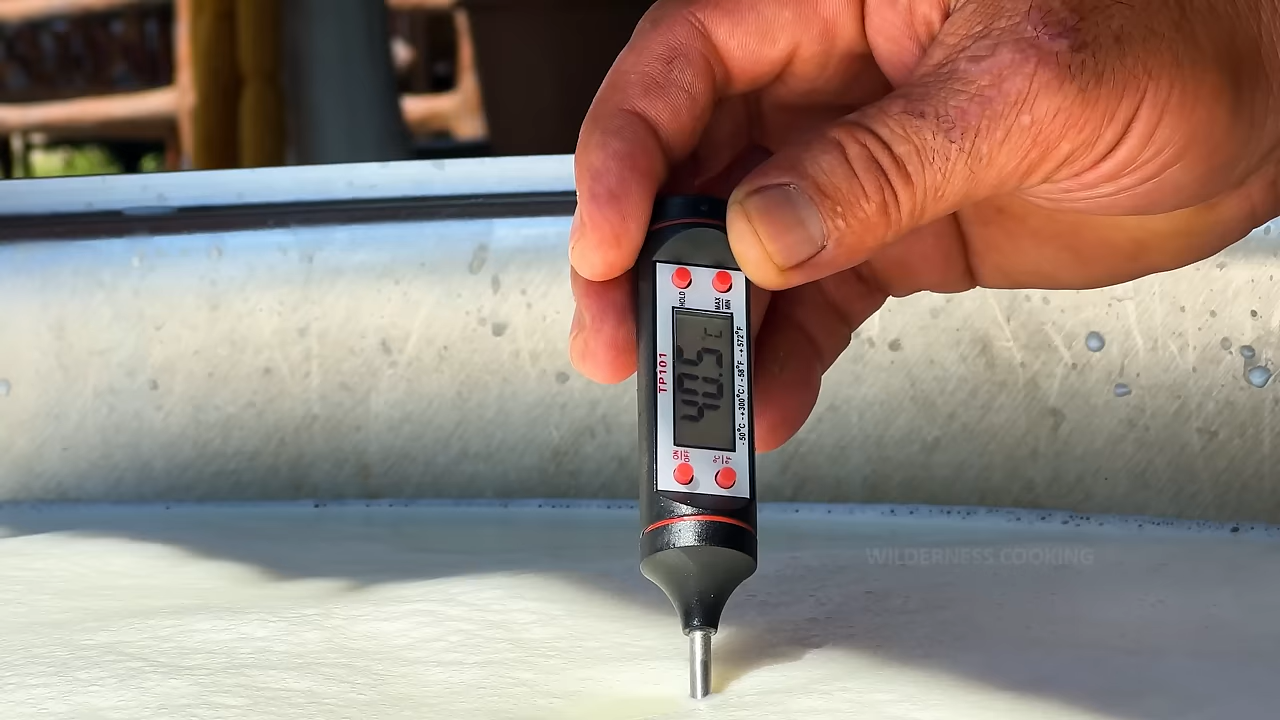 HOLD
MAX
MIN
TP101
40.5 °C
-50°C -+300°C / -58°F -+572°F
ON
OFF
°C
°F
WILDERNESS COOKING